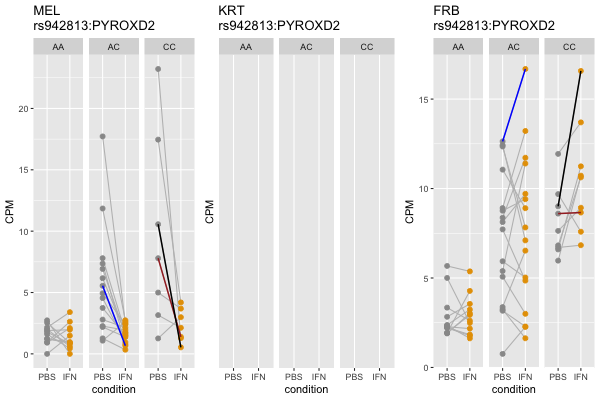 MEL
rs942813:PYROXD2
AA AC CC
CPM
20
15
10
5
0
PBS IFN PBS IFN PBS IFN
condition
KRT
rs942813:PYROXD2
AA AC CC
CPM
PBS IFN PBS IFN PBS IFN
condition
FRB
rs942813:PYROXD2
AA AC CC
CPM
15
10
5
0
PBS IFN PBS IFN PBS IFN
condition